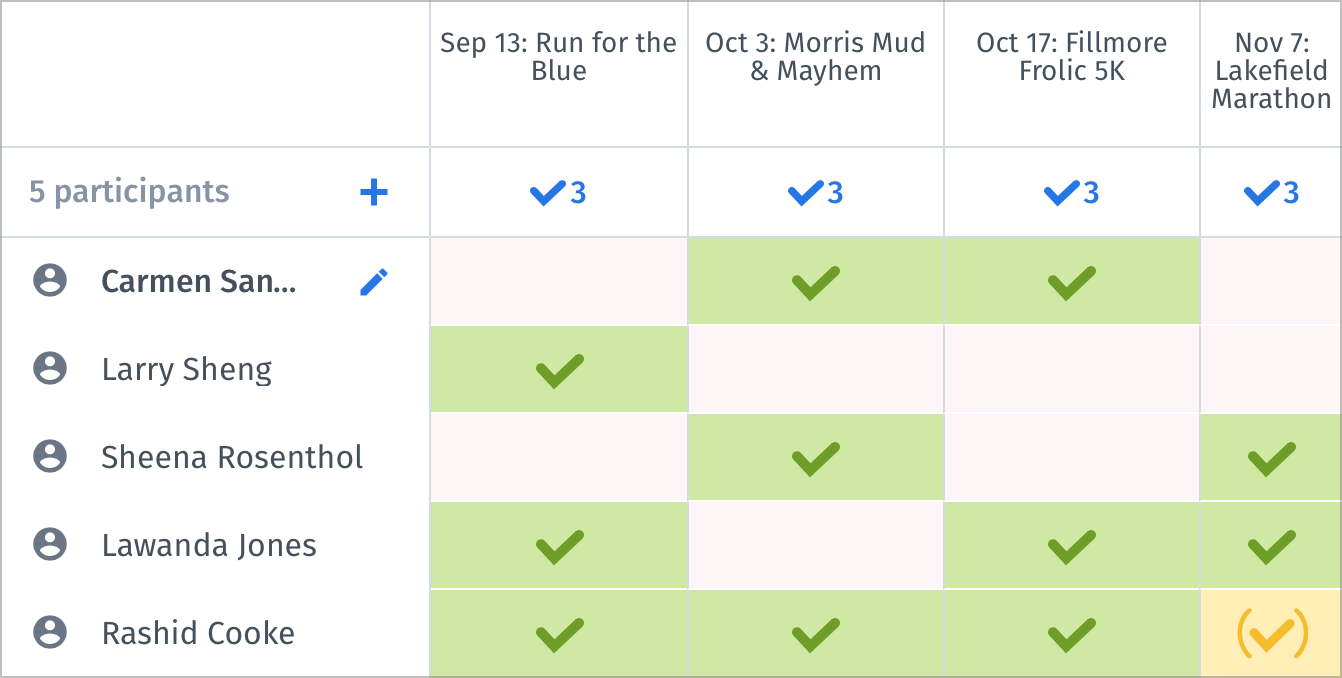 Sep 13: Run for the
Blue
Oct 3: Morris Mud
& Mayhem
Oct 17: Fillmore
Frolic 5K
Nov 7:
Lakefield
Marathon
5 participants
3
3
3
3
Carmen San...
Larry Sheng
Sheena Rosenthol
Lawanda Jones
Rashid Cooke